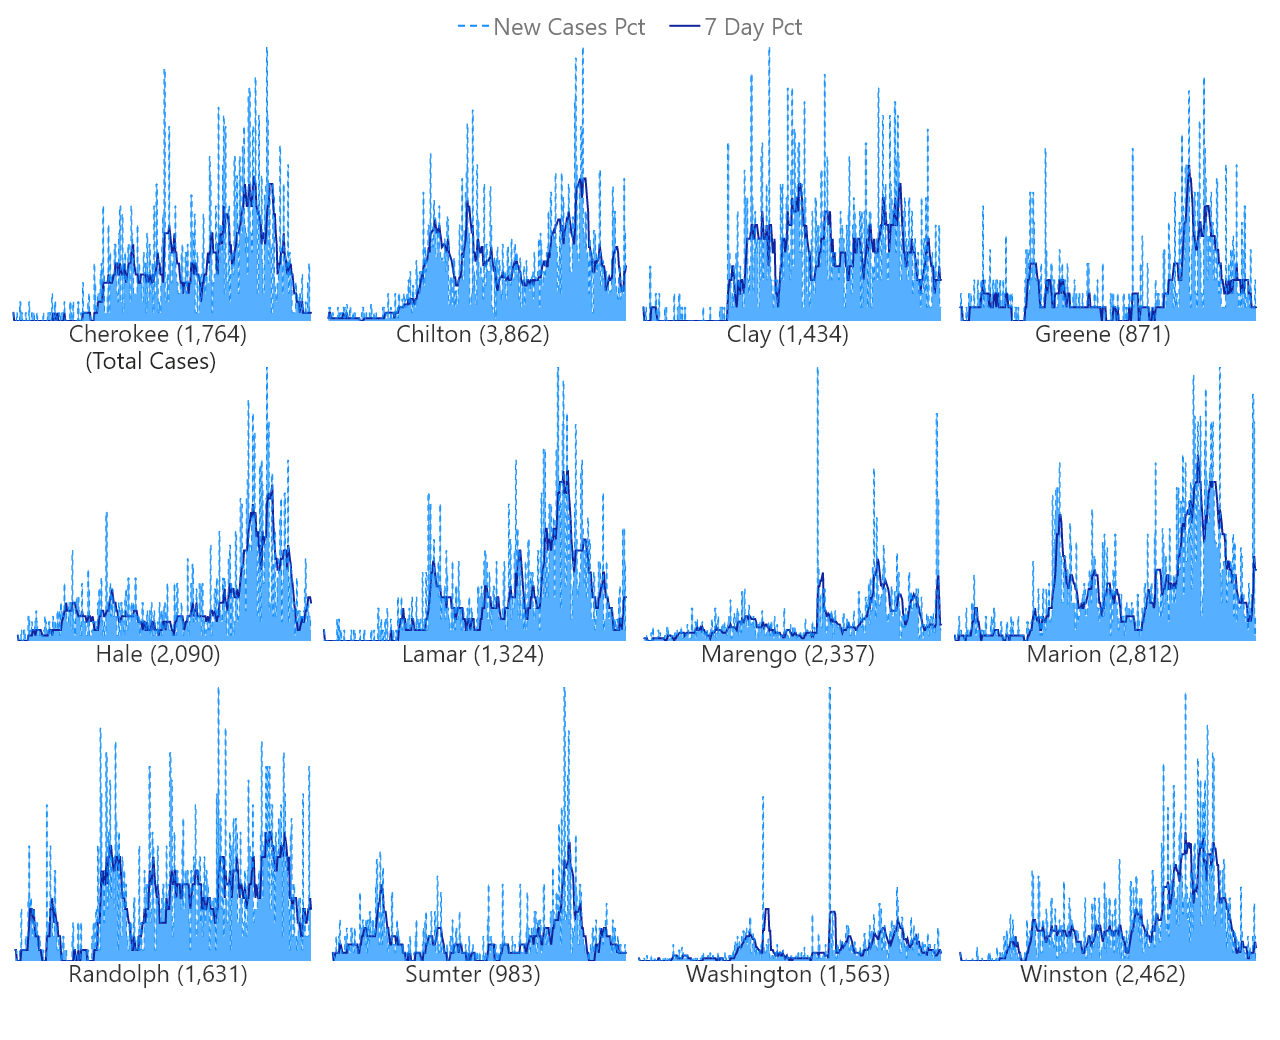 New Cases Pct 7 Day Pct
Cherokee (1,764) Chilton (3,862) Clay (1,434) Greene (871)
(Total Cases)
Hale (2,090) Lamar (1,324) Marengo (2,337) Marion (2,812)
Randolph (1,631) Sumter (983) Washington (1,563) Winston (2,462)